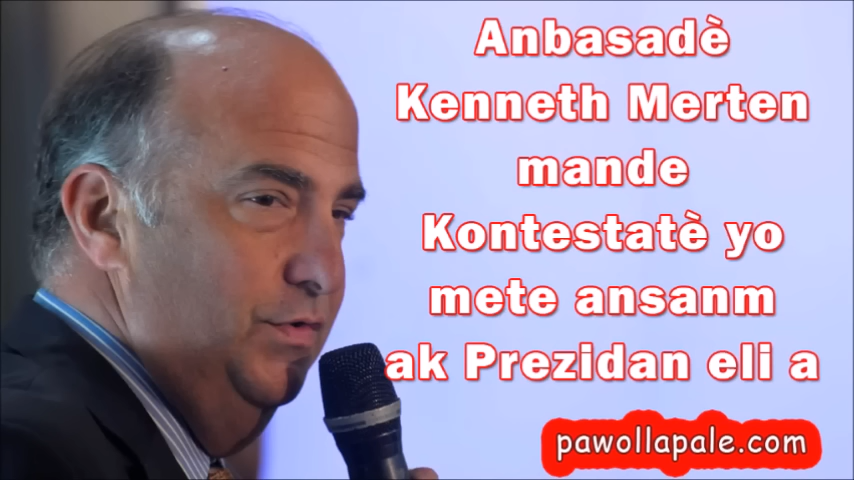 Anbasadè
Kenneth Merten
mande
Kontestatè yo
mete ansanm
ak Prezidan eli a
pawollapale.com